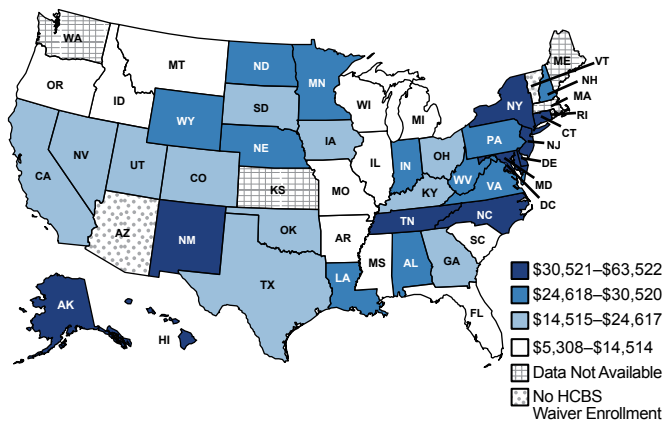 WA
ME
VT
MT
ND
MN
NH
OR
MA
ID
SD
WI
NY
RI
MI
WY
CT
PA
NJ
IA
NE
DE
NV
OH
IN
IL
UT
MD
WV
CA
CO
VA
DC
KS
MO
KY
TN
NC
AZ
OK
NM
AR
SC
MS
AL
GA
TX
LA
AK
FL
HI
$30,521–$63,522
$24,618–$30,520
$14,515–$24,617
$5,308–$14,514
Data Not Available
No HCBS
Waiver Enrollment